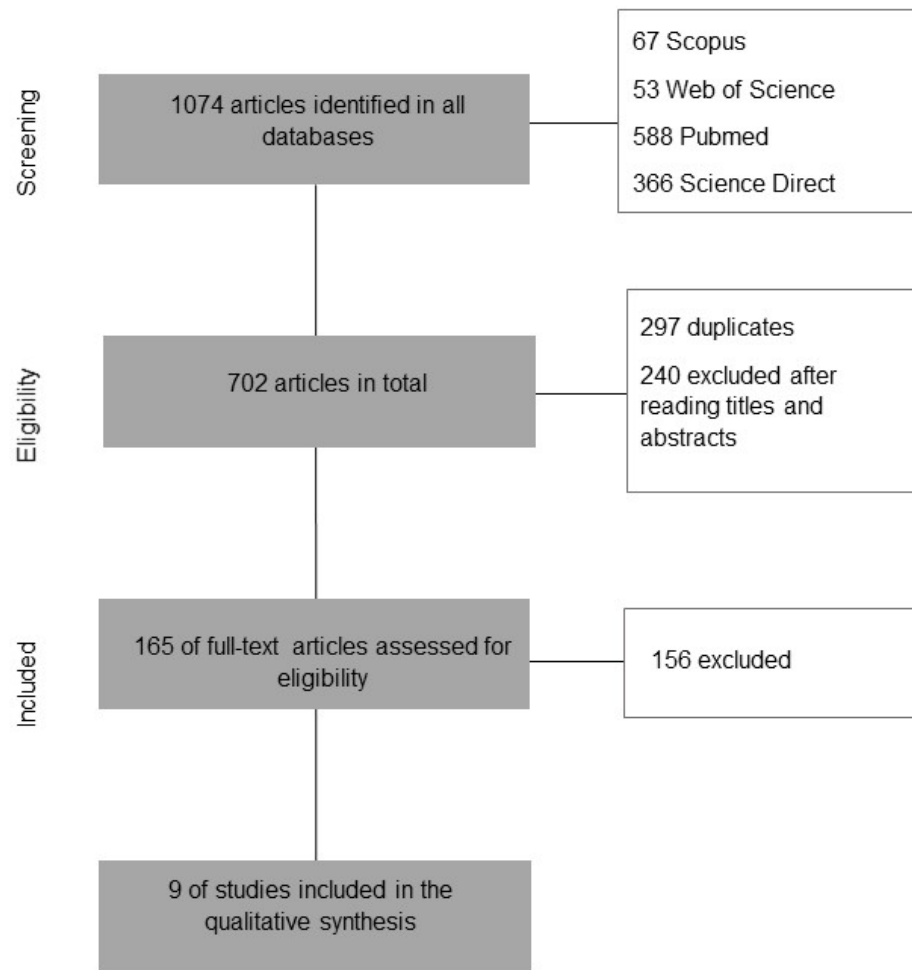 Screening
1074 articles identified in all
databases
67 Scopus
53 Web of Science
588 Pubmed
366 Science Direct
Eligibility
702 articles in total
297 duplicates
240 excluded after
reading titles and
abstracts
Included
165 of full-text articles assessed for
eligibility
156 excluded
9 of studies included in the
qualitative synthesis